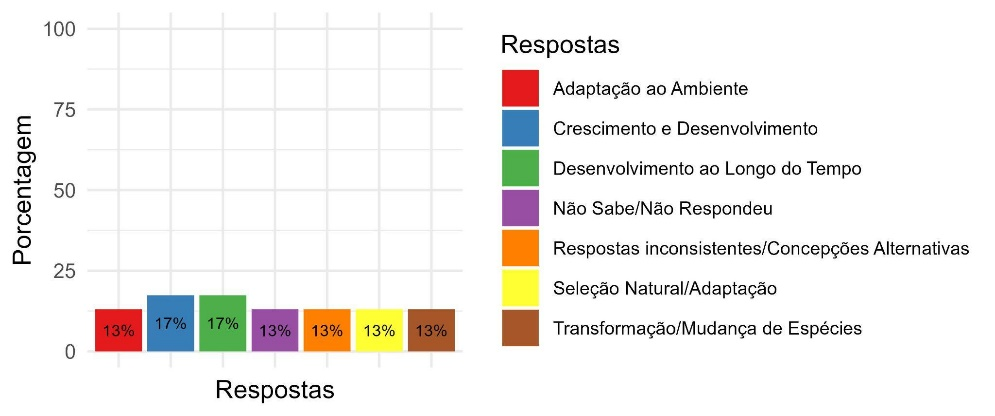 100
75
50
25
0
Porcentagem
13%
17%
17%
13%
13%
13%
13%
Respostas
Respostas
Adaptação ao Ambiente
Crescimento e Desenvolvimento
Desenvolvimento ao Longo do Tempo
Não Sabe/Não Respondeu
Respostas inconsistentes/Concepções Alternativas
Seleção Natural/Adaptação
Transformação/Mudança de Espécies